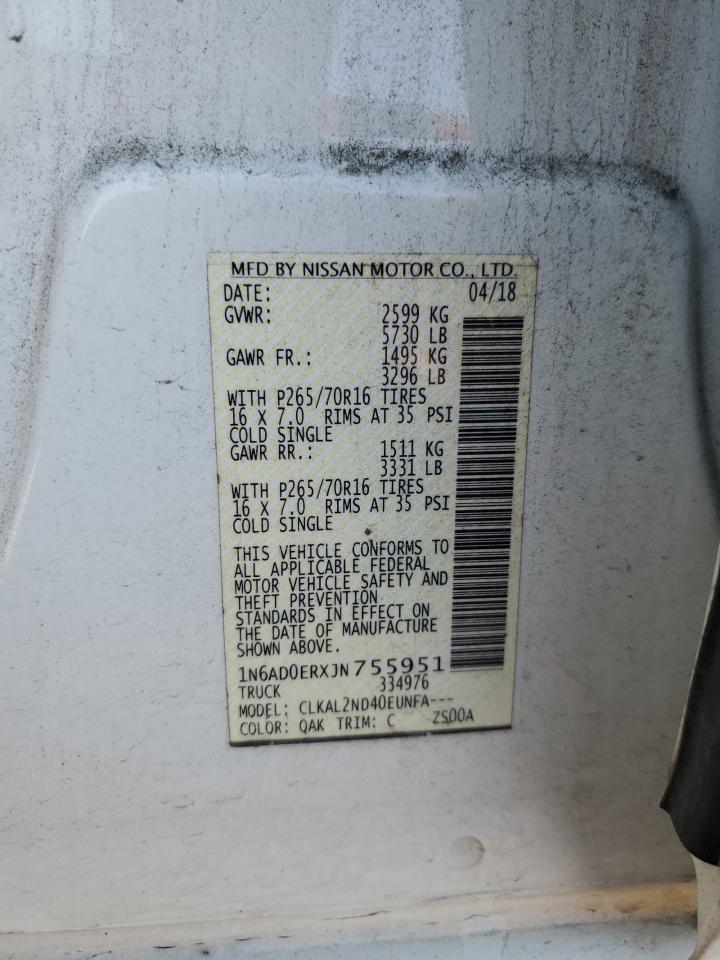 MFD BY NISSAN MOTOR CO., LTD.
DATE: 04/18
GVWR: 2599 KG
5730 LB
GAWR FR.: 1495 KG
3296 LB
WITH P265/70R16 TIRES
16 X 7.0 RIMS AT 35 PSI
COLD SINGLE
GAWR RR.: 1511 KG
3331 LB
WITH P265/70R16 TIRES
16 X 7.0 RIMS AT 35 PSI
COLD SINGLE
THIS VEHICLE CONFORMS TO
ALL APPLICABLE FEDERAL
MOTOR VEHICLE SAFETY AND
THEFT PREVENTION
STANDARDS IN EFFECT ON
THE DATE OF MANUFACTURE
SHOWN ABOVE.
1N6AD0ERXJN755951
TRUCK 334976
MODEL: CLKAL2ND40EUNFA---
COLOR: QAK TRIM: C ZS00A